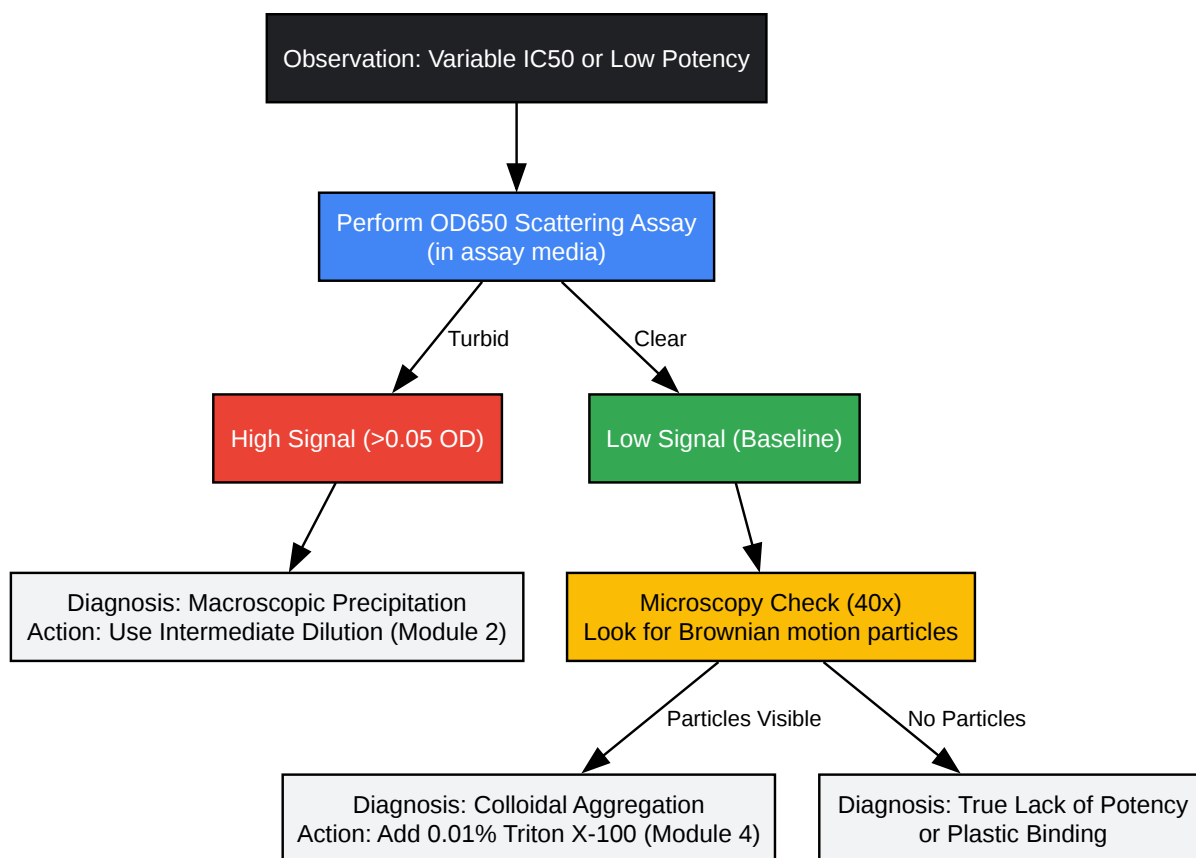 Observation: Variable IC50 or Low Potency
Perform OD650 Scattering Assay
(in assay media)
Turbid
Clear
High Signal (>0.05 OD)
Low Signal (Baseline)
Diagnosis: Macroscopic Precipitation
Action: Use Intermediate Dilution (Module 2)
Microscopy Check (40x)
Look for Brownian motion particles
Particles Visible
No Particles
Diagnosis: Colloidal Aggregation
Action: Add 0.01% Triton X-100 (Module 4)
Diagnosis: True Lack of Potency
or Plastic Binding